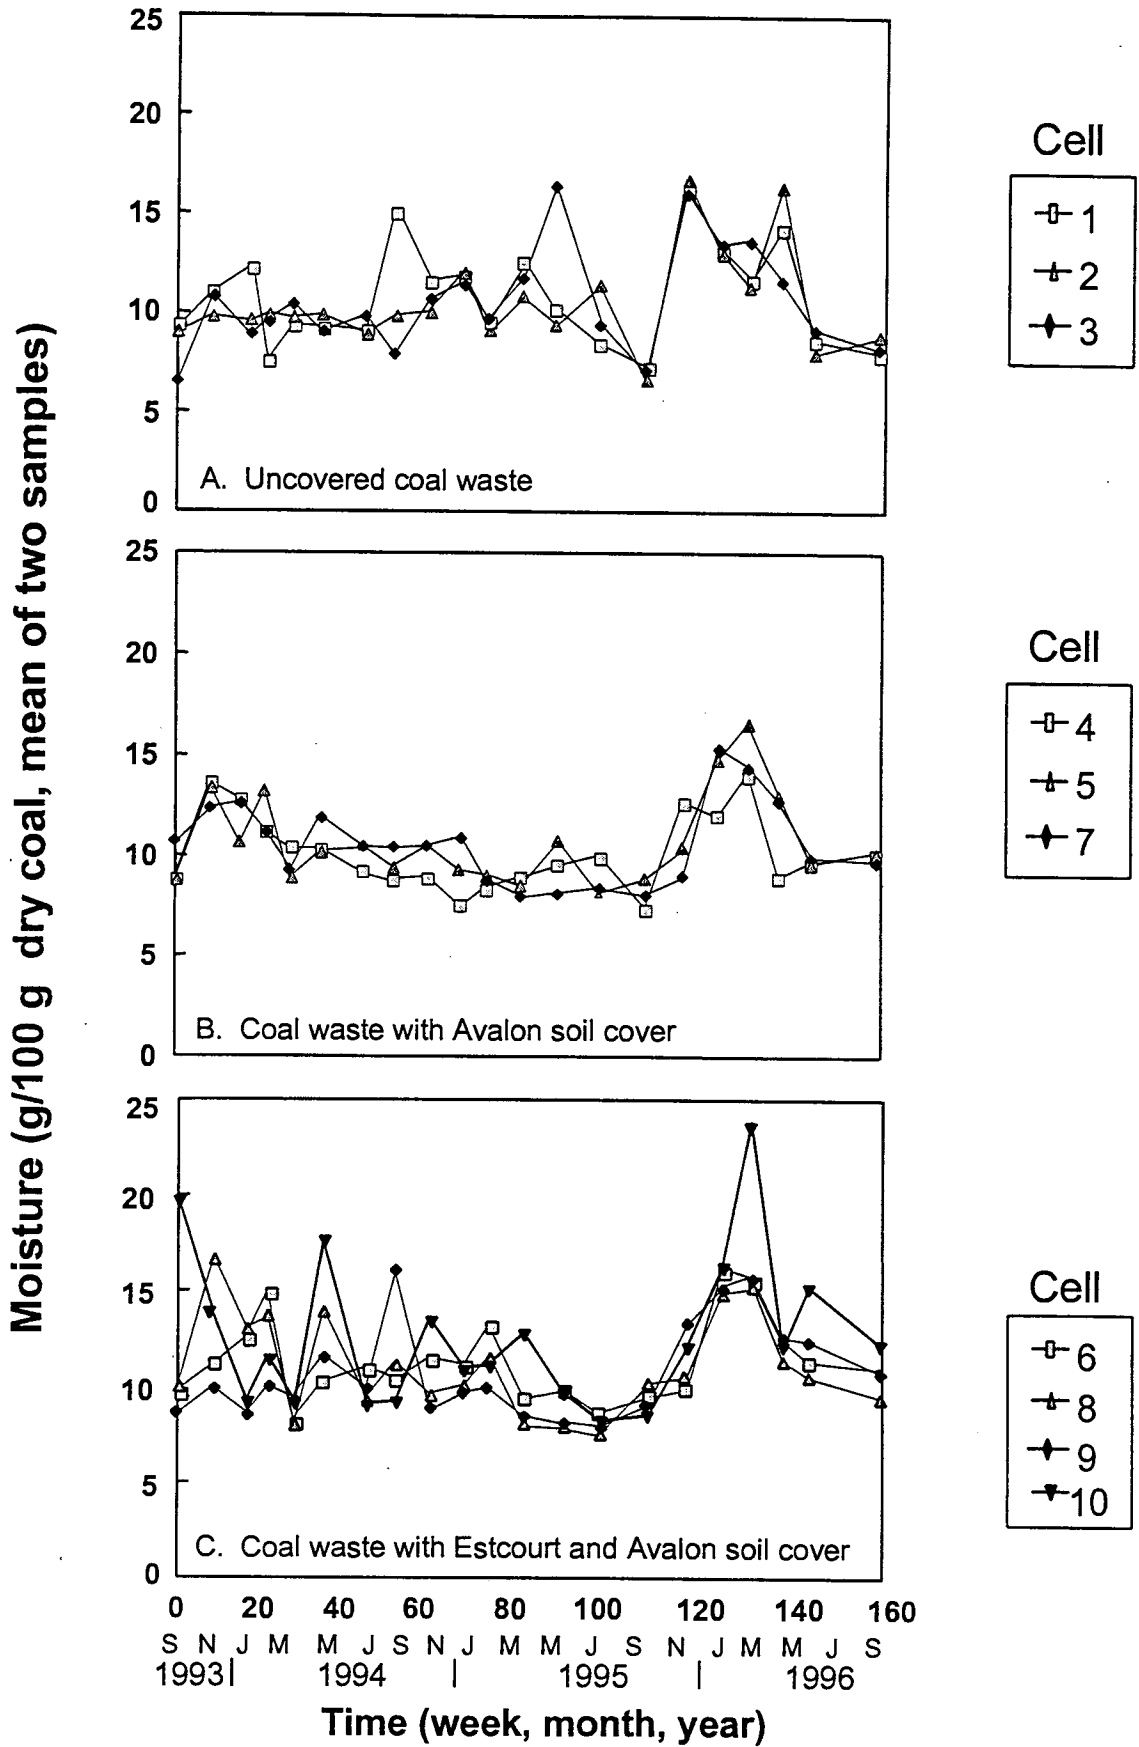 Moisture (g/100 g dry coal, mean of two samples)
25
20
15
10
5
0
A. Uncovered coal waste
Cell
1
2
3
25
20
15
10
5
0
B. Coal waste with Avalon soil cover
Cell
4
5
7
25
20
15
10
5
0
C. Coal waste with Estcourt and Avalon soil cover
Cell
6
8
9
10
0 20 40 60 80 100 120 140 160
S N J M M J S N J M M J S N J M M J S
1993 | 1994 | 1995 | 1996
Time (week, month, year)